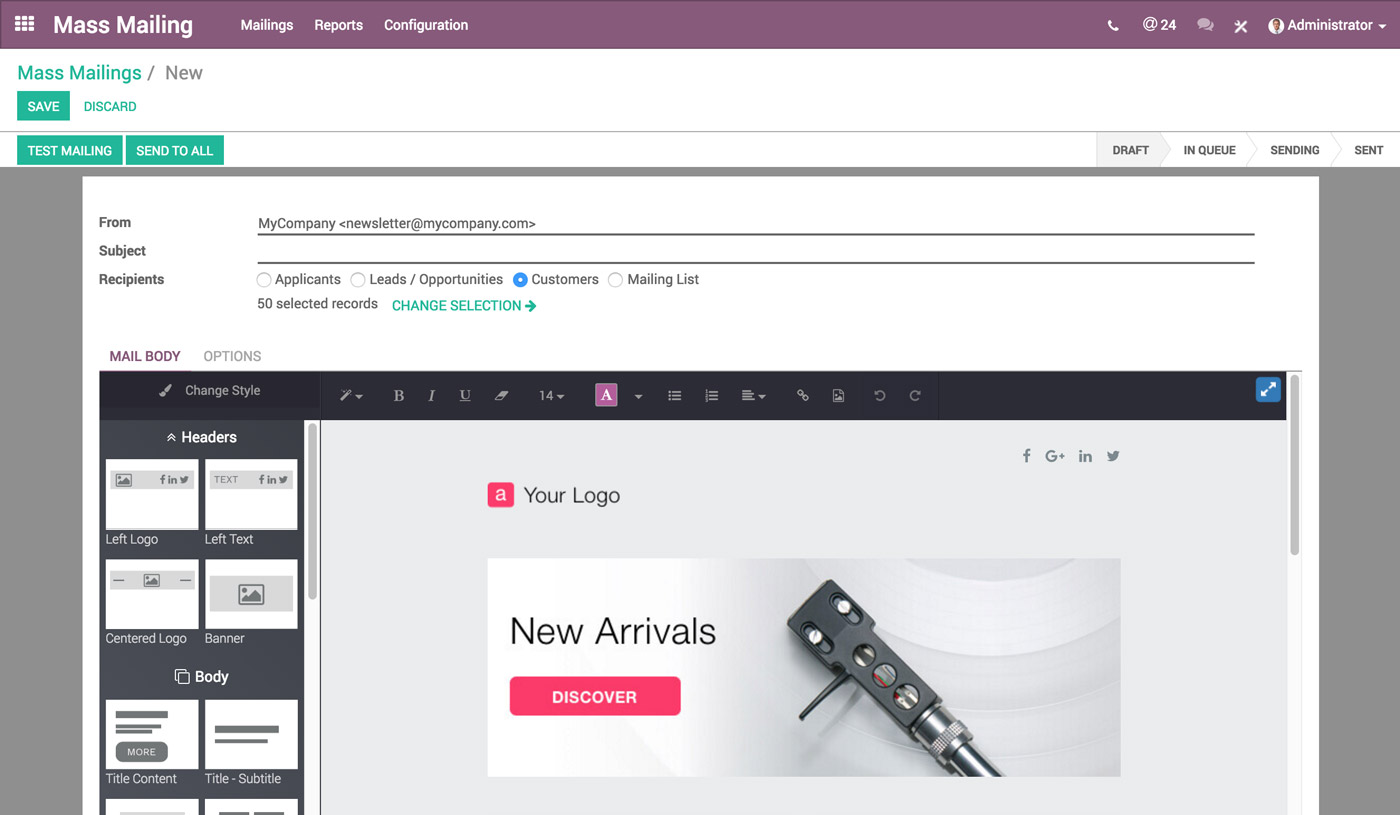 Mass Mailing Mailings Reports Configuration @ 24 Administrator
Mass Mailings / New
SAVE DISCARD
TEST MAILING SEND TO ALL DRAFT IN QUEUE SENDING SENT
From MyCompany <newsletter@mycompany.com>
Subject
Recipients Applicants Leads / Opportunities Customers Mailing List
50 selected records CHANGE SELECTION
MAIL BODY OPTIONS
Change Style B I U 14 A
Headers
f G+ in
TEXT f in
f in
Left Logo Left Text
a Your Logo
Centered Logo Banner
New Arrivals
DISCOVER
Body
MORE
Title Content Title - Subtitle